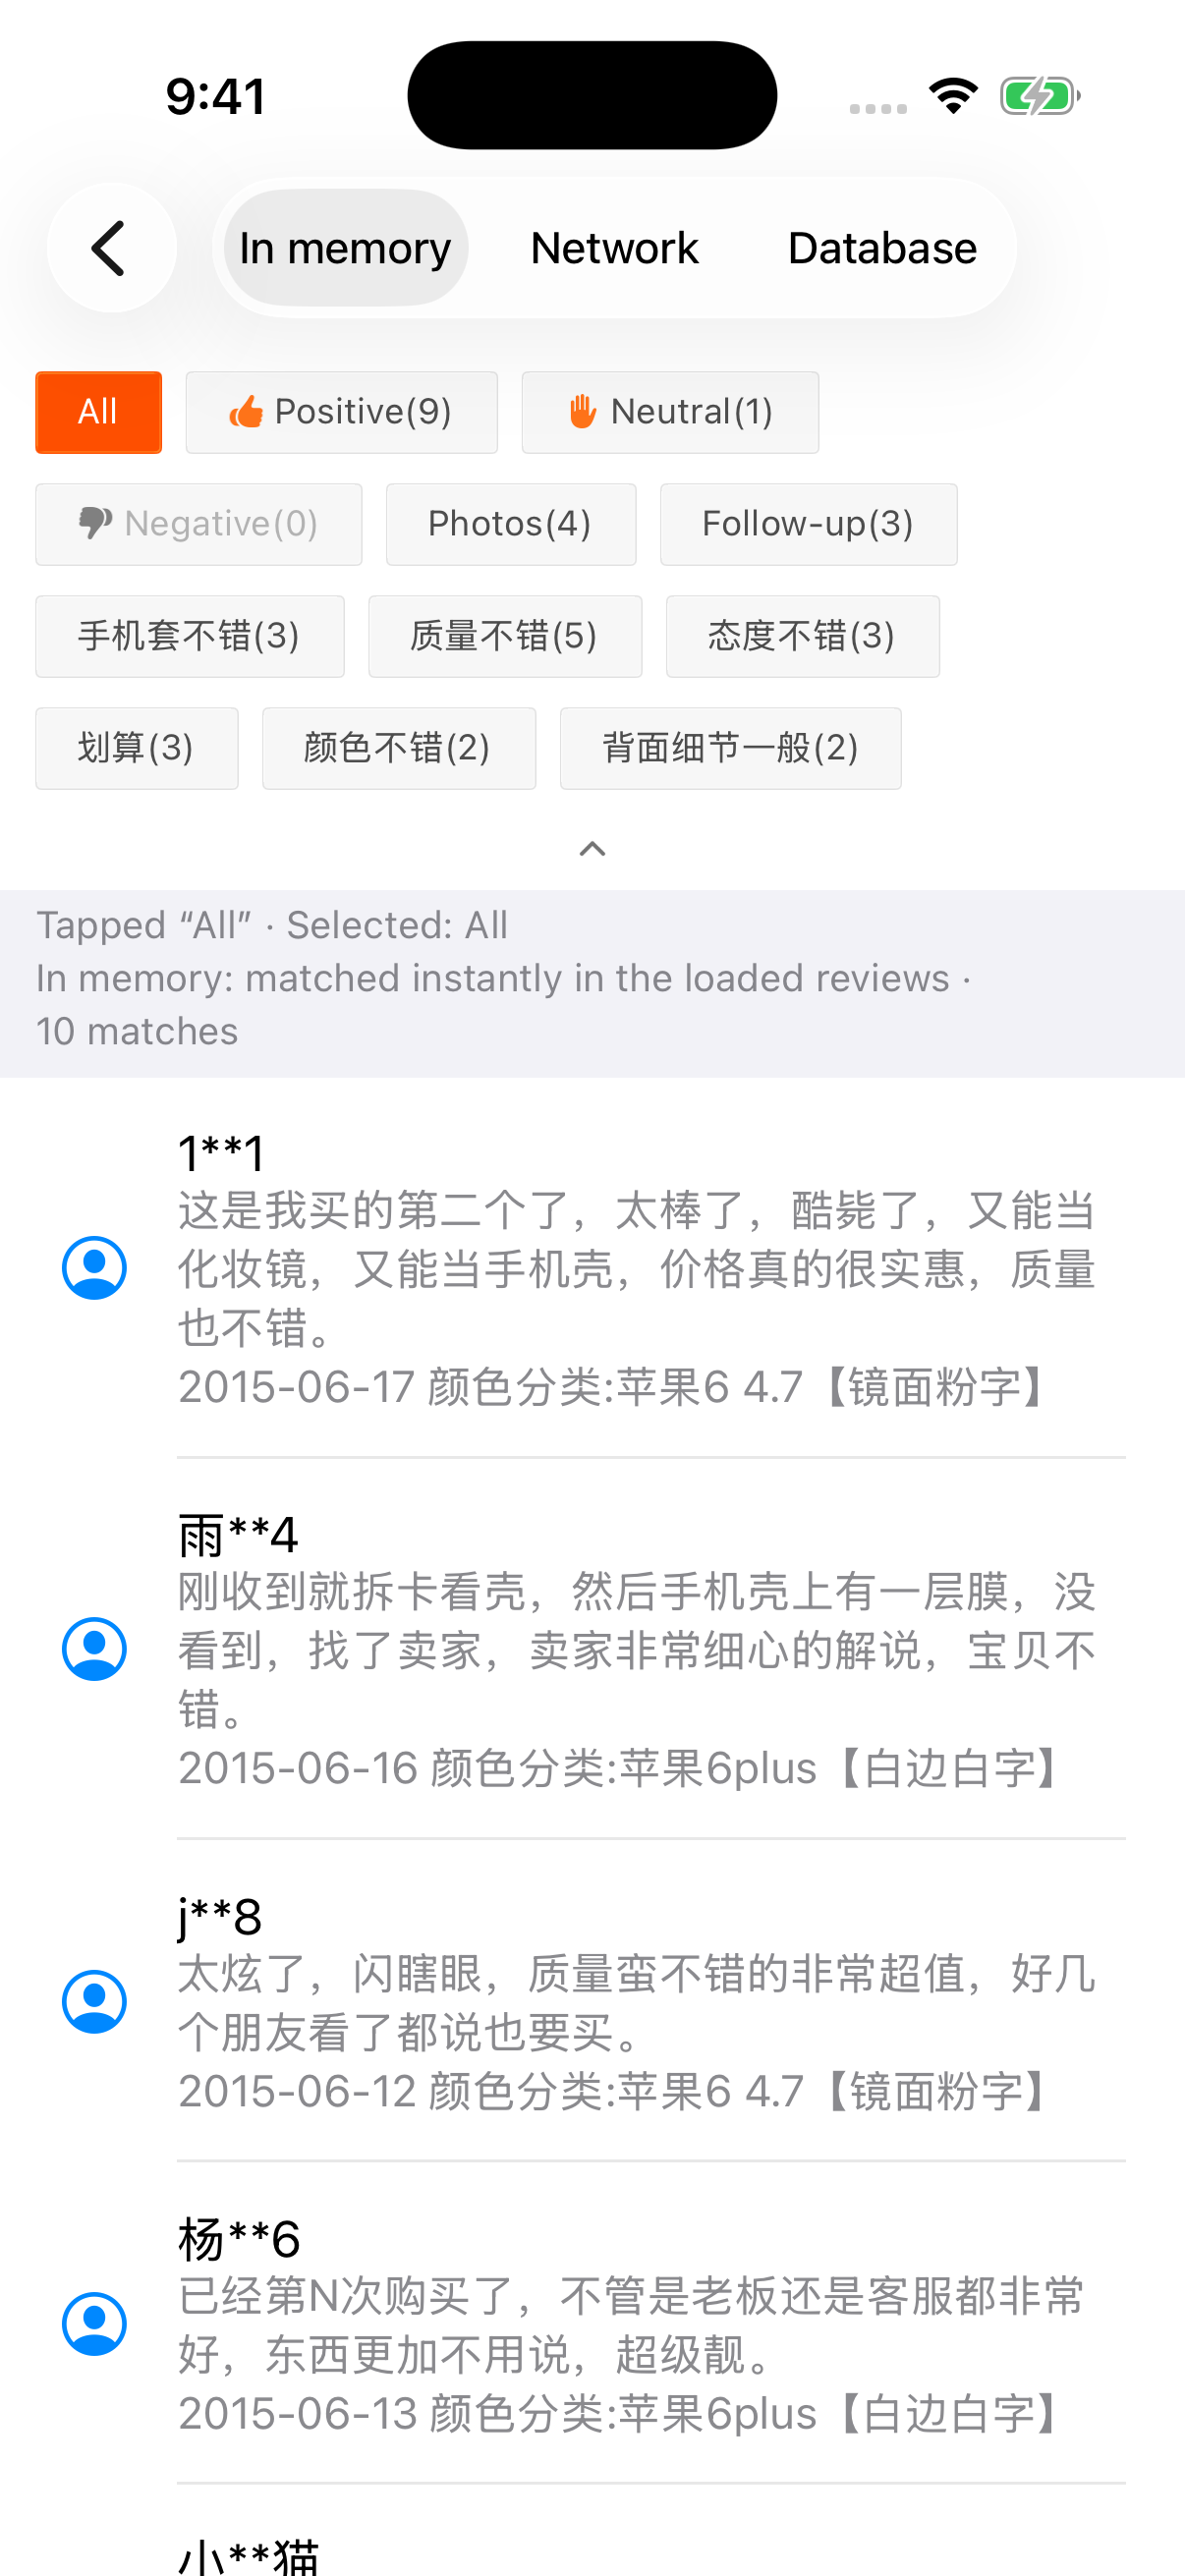 9:41
In memory Network Database
All Positive(9) Neutral(1)
Negative(0) Photos(4) Follow-up(3)
手机套不错(3) 质量不错(5) 态度不错(3)
划算(3) 颜色不错(2) 背面细节一般(2)
Tapped “All” · Selected: All
In memory: matched instantly in the loaded reviews ·
10 matches
1**1
这是我买的第二个了，太棒了，酷毙了，又能当
化妆镜，又能当手机壳，价格真的很实惠，质量
也不错。
2015-06-17 颜色分类:苹果6 4.7【镜面粉字】
雨**4
刚收到就拆卡看壳，然后手机壳上有一层膜，没
看到，找了卖家，卖家非常细心的解说，宝贝不
错。
2015-06-16 颜色分类:苹果6plus【白边白字】
j**8
太炫了，闪瞎眼，质量蛮不错的非常超值，好几
个朋友看了都说也要买。
2015-06-12 颜色分类:苹果6 4.7【镜面粉字】
杨**6
已经第N次购买了，不管是老板还是客服都非常
好，东西更加不用说，超级靓。
2015-06-13 颜色分类:苹果6plus【白边白字】
小**猫